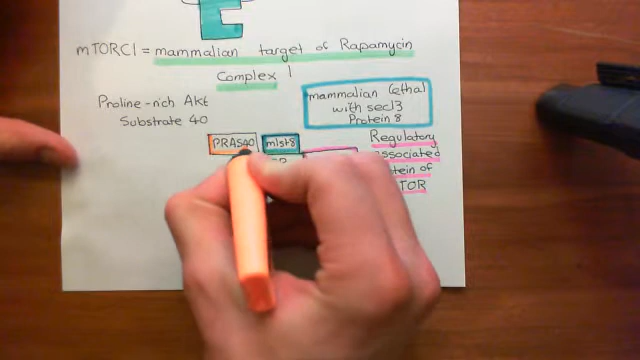 mTORC1 = mammalian target of Rapamycin
Complex 1
Proline-rich Akt
Substrate 40
mammalian lethal
with sec13
Protein 8
PRAS40
mlst8
Regulatory
associated
of
TOR